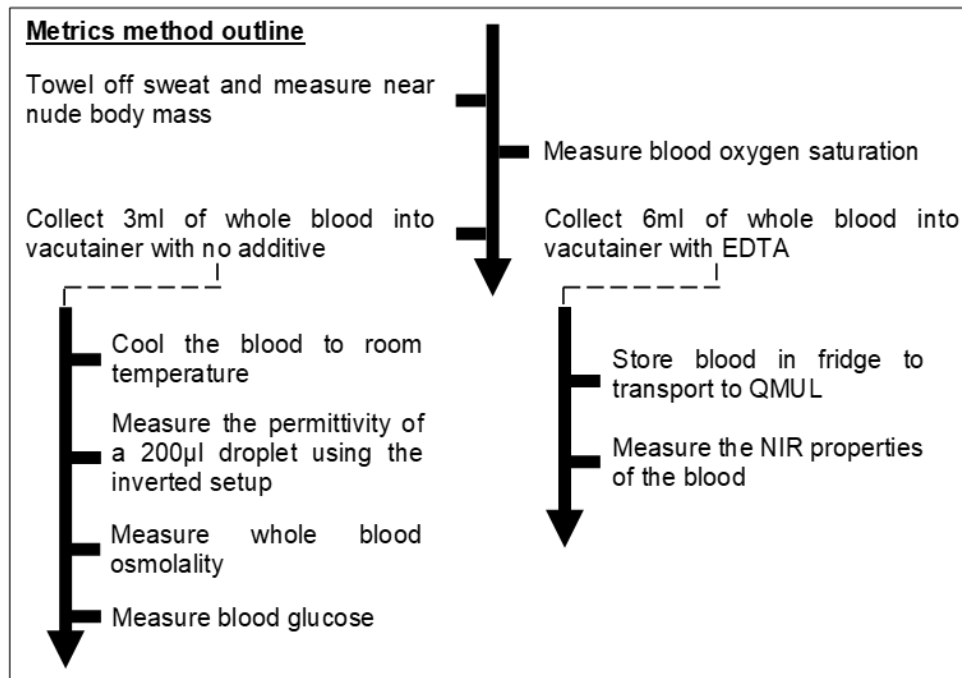 Metrics method outline
Towel off sweat and measure near
nude body mass
Measure blood oxygen saturation
Collect 3ml of whole blood into
vacutainer with no additive
Collect 6ml of whole blood into
vacutainer with EDTA
Cool the blood to room
temperature
Measure the permittivity of
a 200µl droplet using the
inverted setup
Measure whole blood
osmolality
Measure blood glucose
Store blood in fridge to
transport to QMUL
Measure the NIR properties
of the blood